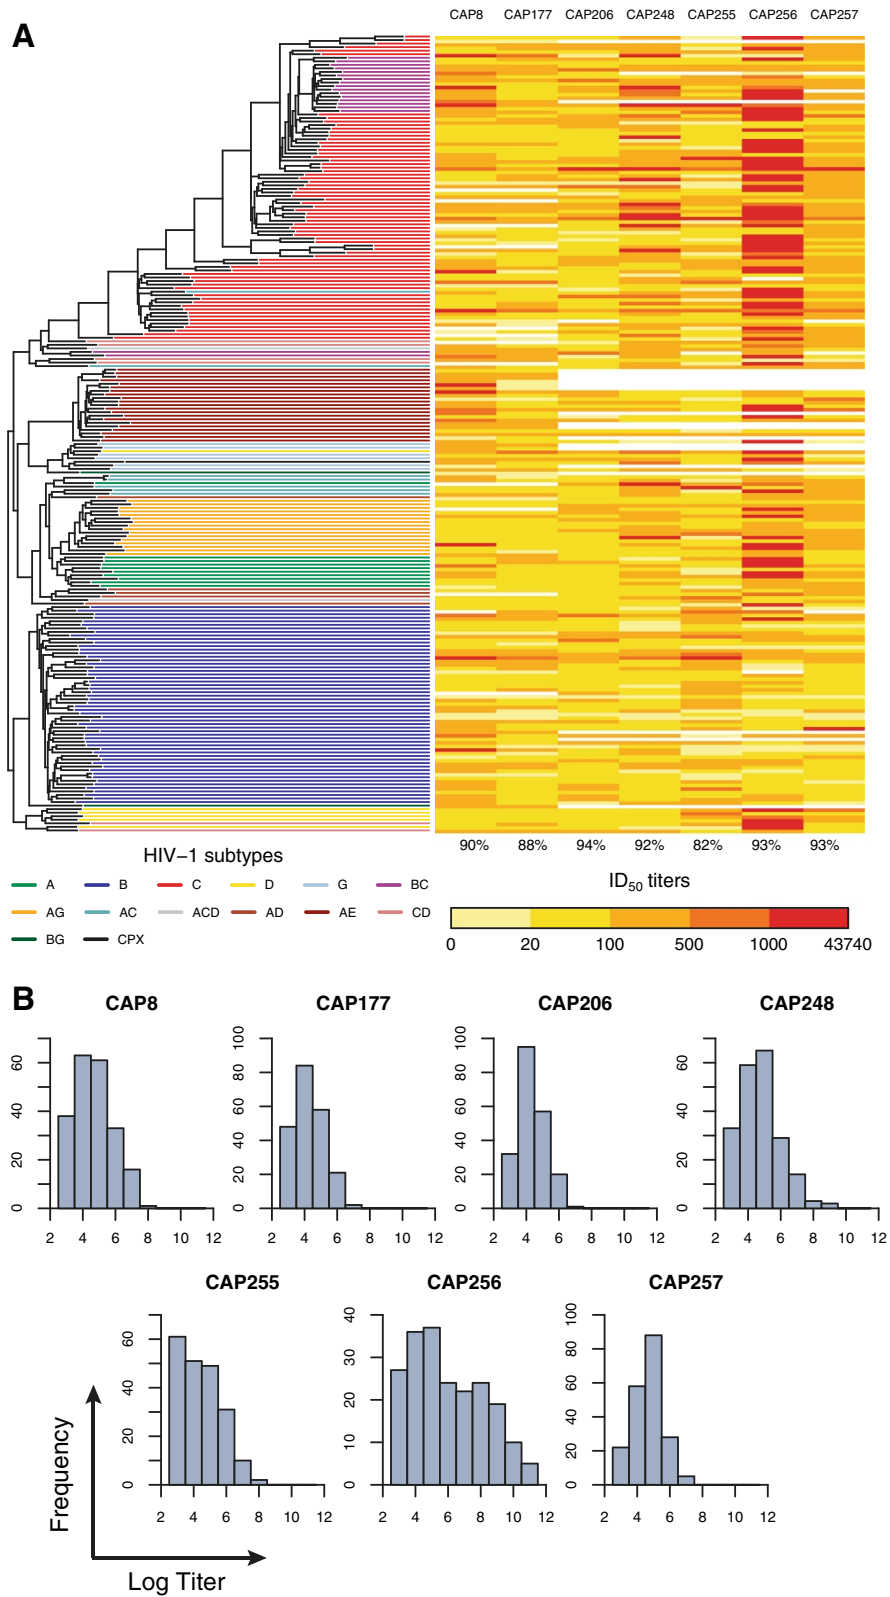 A
CAP8 CAP177 CAP206 CAP248 CAP255 CAP256 CAP257
90% 88% 94% 92% 82% 93% 93%
HIV−1 subtypes
A B C D G BC
AG AC ACD AD AE CD
BG CPX
ID50 titers
0 20 100 500 1000 43740
B
CAP8 CAP177 CAP206 CAP248
0 20 40 60
2 4 6 8 10 12
0 20 40 60 80 100
2 4 6 8 10 12
0 20 40 60 80 100
2 4 6 8 10 12
0 20 40 60
2 4 6 8 10 12
CAP255 CAP256 CAP257
0 20 40 60
2 4 6 8 10 12
0 10 20 30 40
2 4 6 8 10 12
0 20 40 60 80 100
2 4 6 8 10 12
Frequency
Log Titer